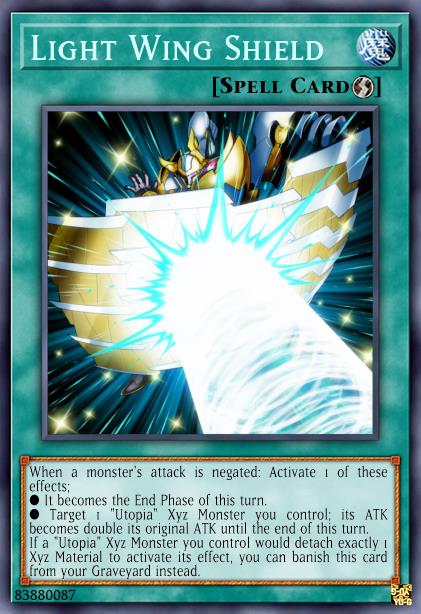 Light Wing Shield
魔
[Spell Card]
When a monster's attack is negated: Activate 1 of these
effects;
● It becomes the End Phase of this turn.
● Target 1 "Utopia" Xyz Monster you control; its ATK
becomes double its original ATK until the end of this turn.
If a "Utopia" Xyz Monster you control would detach exactly 1
Xyz Material to activate its effect, you can banish this card
from your Graveyard instead.
83880087